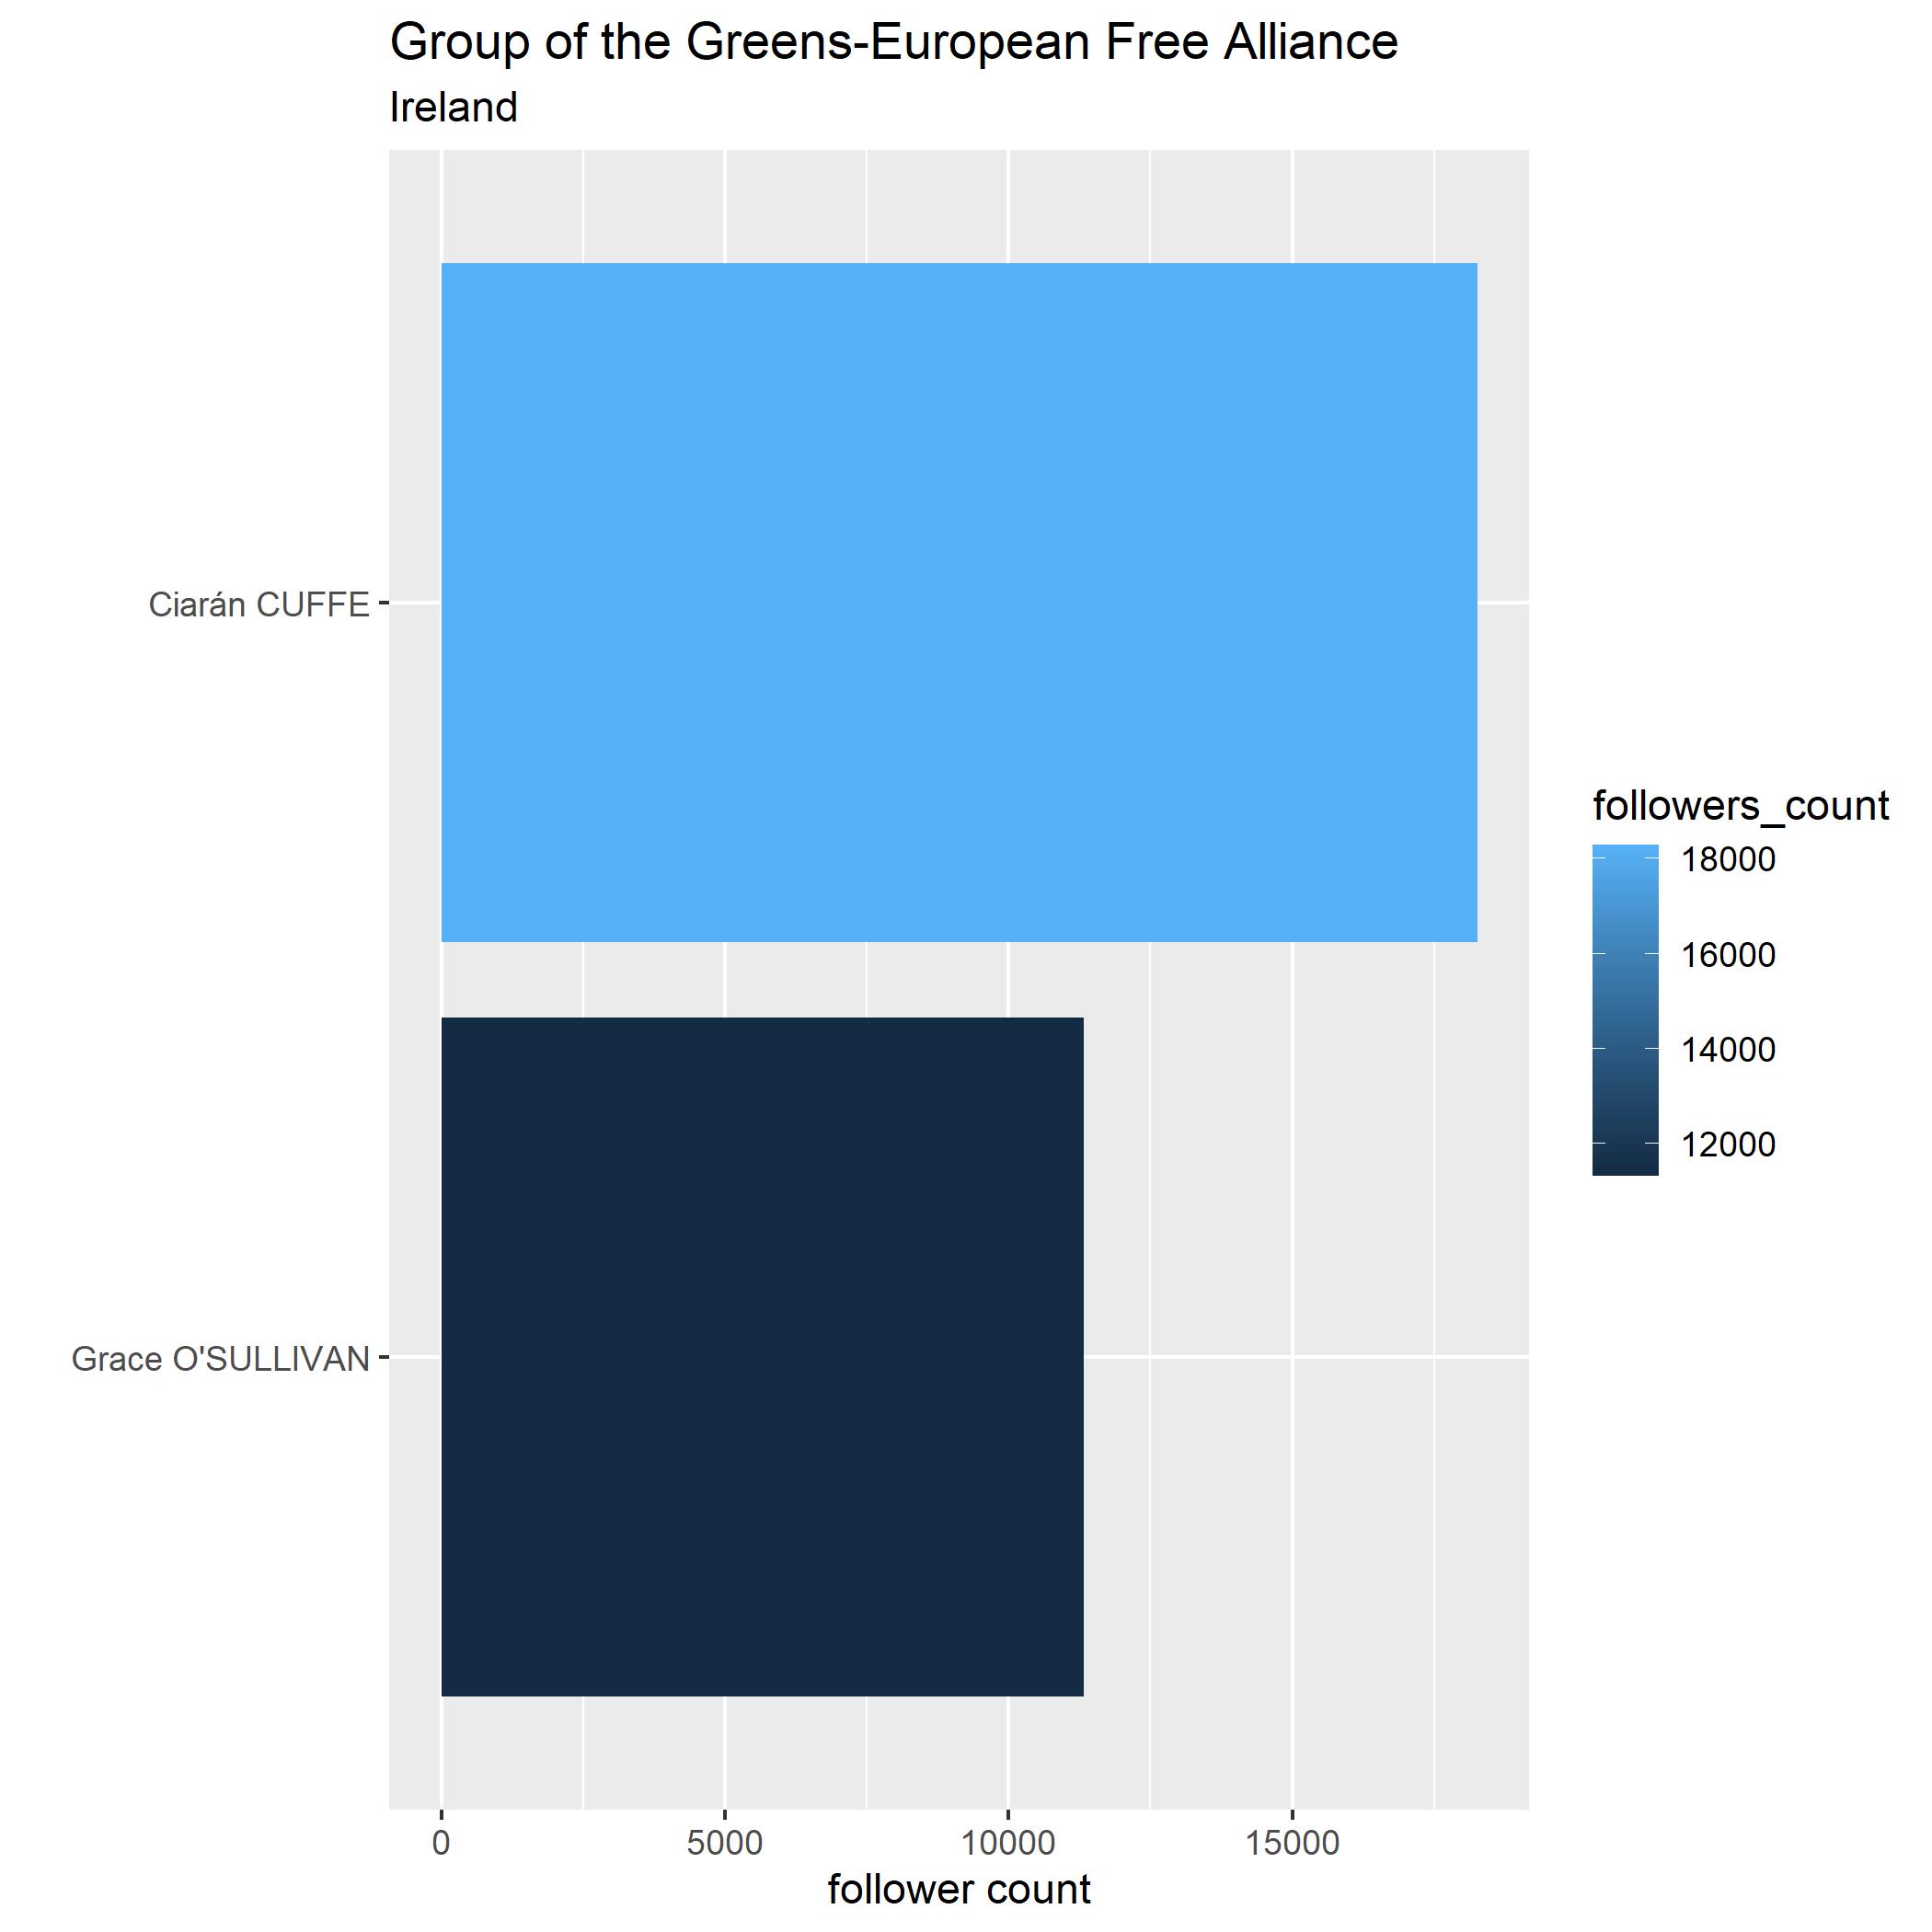 Group of the Greens-European Free Alliance
Ireland
Ciarán CUFFE
Grace O'SULLIVAN
0 5000 10000 15000
follower count
followers_count
18000
16000
14000
12000